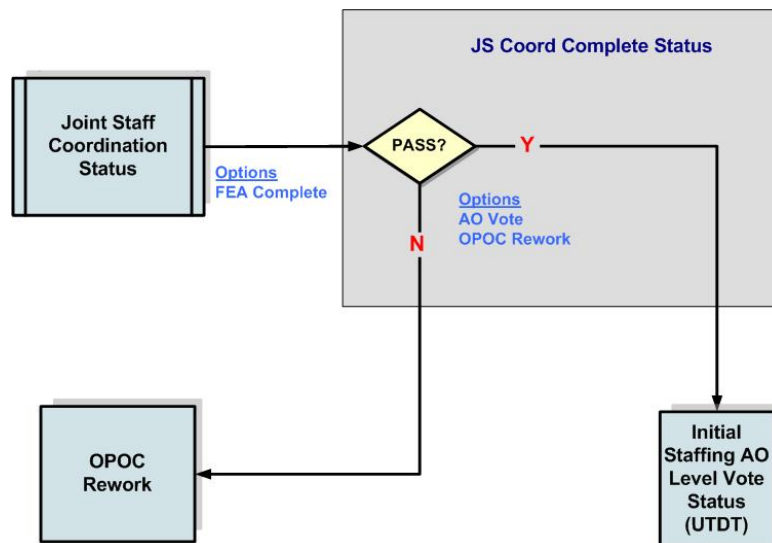 JS Coord Complete Status
Joint Staff
Coordination
Status
Options
FEA Complete
PASS?
Y
Options
AO Vote
OPOC Rework
N
OPOC
Rework
Initial
Staffing AO
Level Vote
Status
(UTDT)